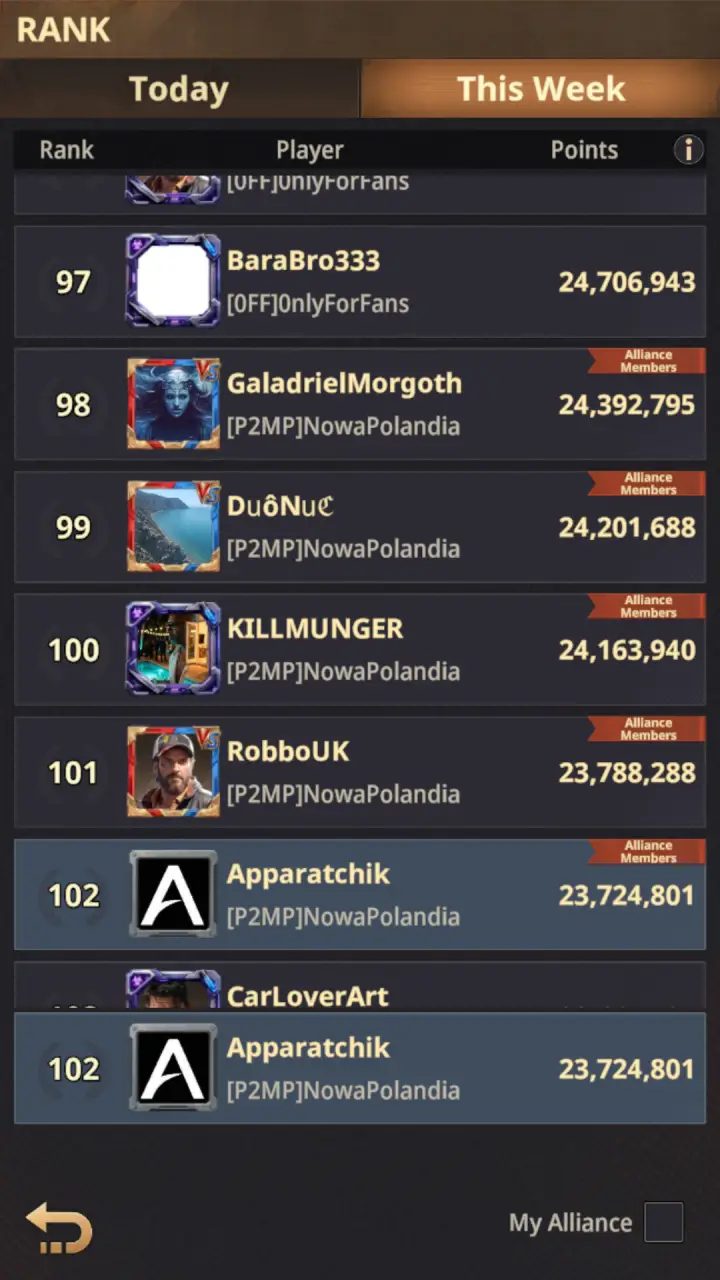 RANK
Today
This Week
Rank
Player
Points
[0FF]0nlyForFans
97
BaraBro333
[0FF]0nlyForFans
24,706,943
98
GaladrielMorgoth
[P2MP]NowaPolandia
Alliance
Members
24,392,795
99
DuôNuℭ
[P2MP]NowaPolandia
Alliance
Members
24,201,688
100
KILLMUNGER
[P2MP]NowaPolandia
Alliance
Members
24,163,940
101
RobboUK
[P2MP]NowaPolandia
Alliance
Members
23,788,288
102
Apparatchik
[P2MP]NowaPolandia
Alliance
Members
23,724,801
CarLoverArt
102
Apparatchik
[P2MP]NowaPolandia
23,724,801
My Alliance